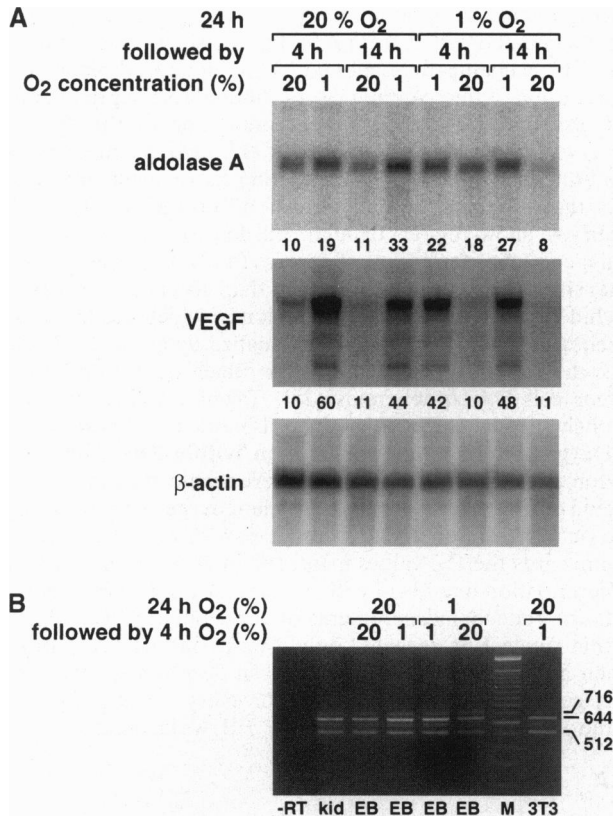 A
24 h 20 % O2 1 % O2
followed by 4 h 14 h 4 h 14 h
O2 concentration (%) 20 1 20 1 1 20 1 20
aldolase A
10 19 11 33 22 18 27 8
VEGF
10 60 11 44 42 10 48 11
β-actin
B
24 h O2 (%) 20 1 20
followed by 4 h O2 (%) 20 1 1 20 1
716
644
512
-RT kid EB EB EB EB M 3T3